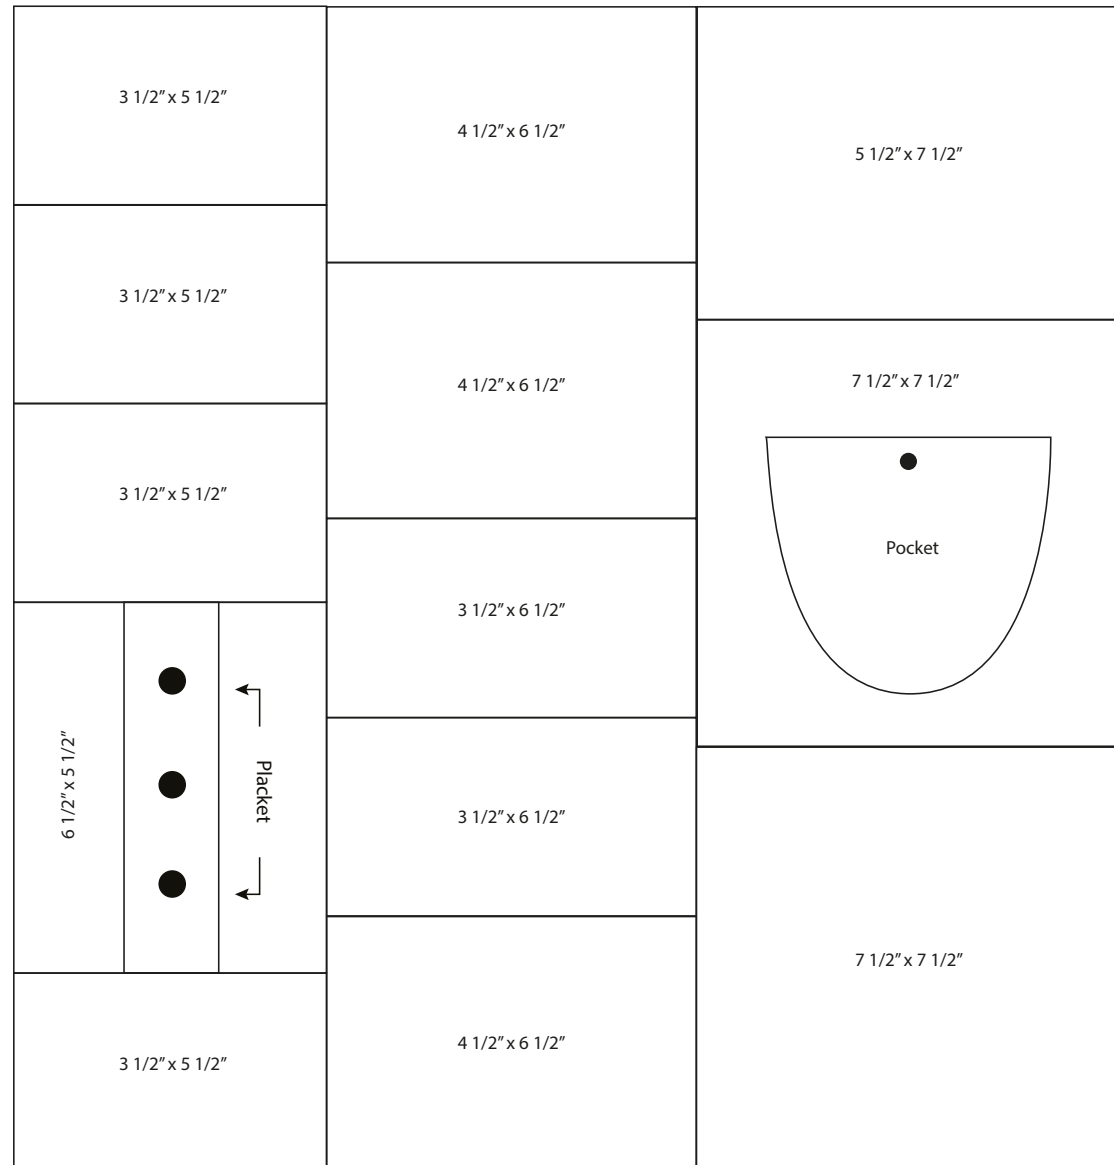 3 1/2” x 5 1/2”
3 1/2” x 5 1/2”
3 1/2” x 5 1/2”
6 1/2” x 5 1/2”
Placket
3 1/2” x 5 1/2”
4 1/2” x 6 1/2”
4 1/2” x 6 1/2”
3 1/2” x 6 1/2”
3 1/2” x 6 1/2”
4 1/2” x 6 1/2”
5 1/2” x 7 1/2”
7 1/2” x 7 1/2”
Pocket
7 1/2” x 7 1/2”